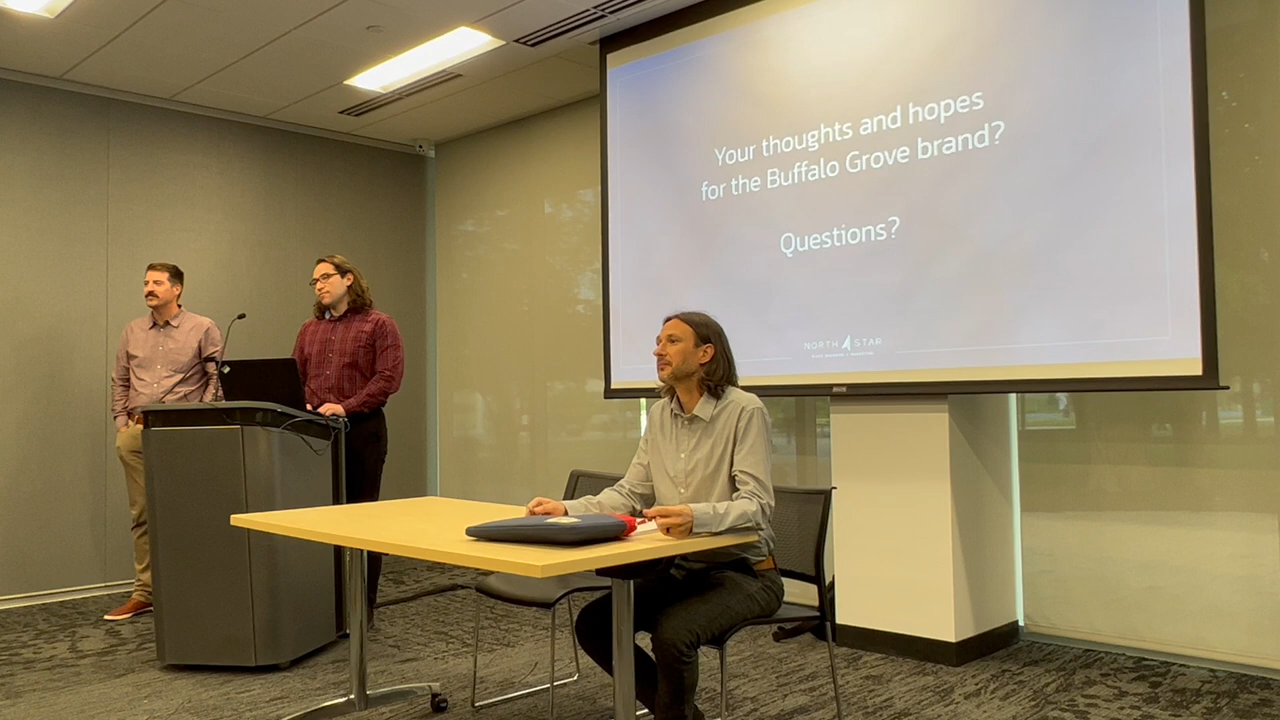 Your thoughts and hopes
for the Buffalo Grove brand?
Questions?
NORTH STAR